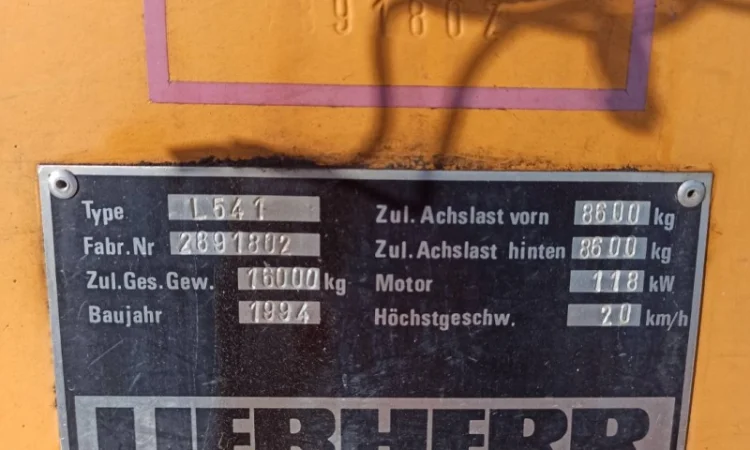 91802
Type L541 Zul. Achslast vorn 8600 kg
Fabr.Nr 2891802 Zul. Achslast hinten 8600 kg
Zul.Ges.Gew. 16000 kg Motor 118 kW
Baujahr 1994 Höchstgeschw. 20 km/h
LIEBHERR